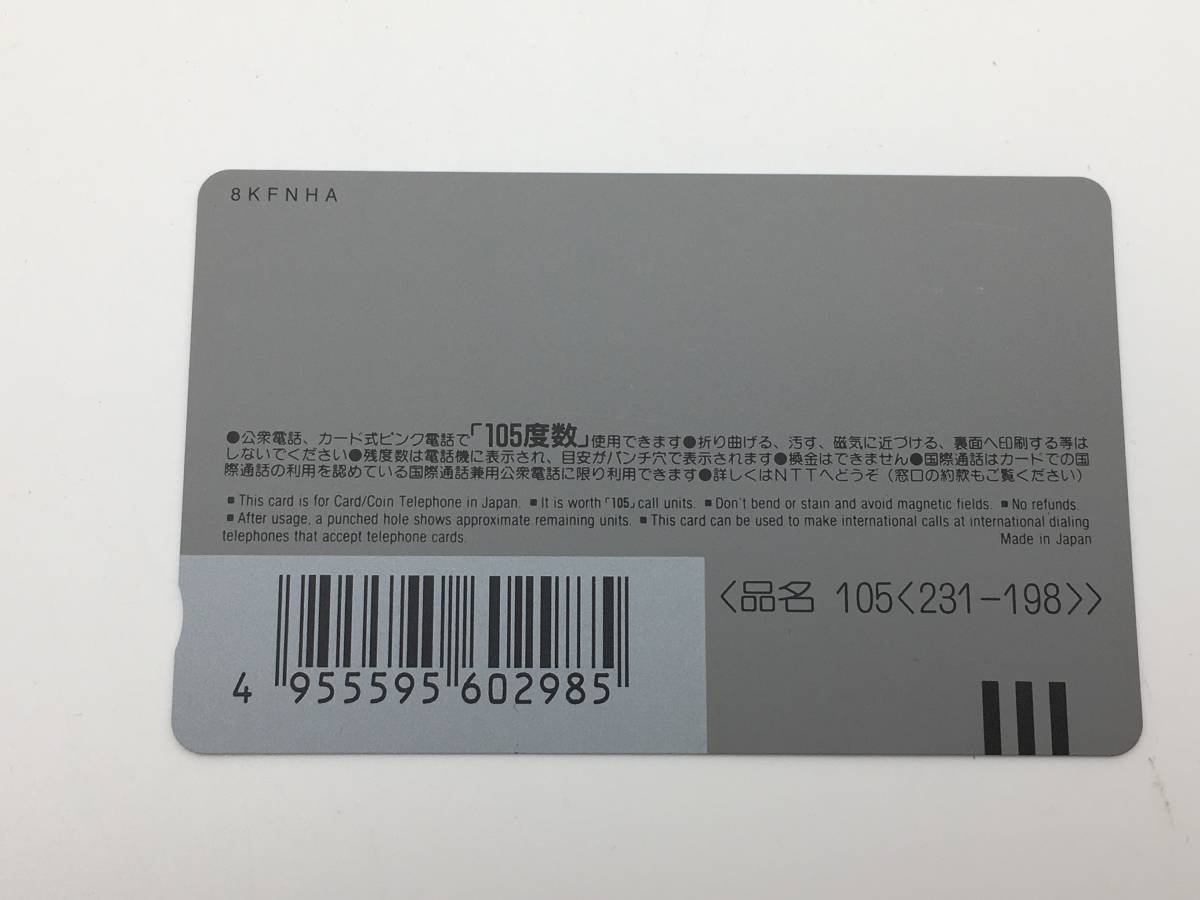 8KFNHA
●公衆電話、カード式ピンク電話で「105度数」使用できます●折り曲げる、汚す、磁気に近づける、裏面へ印刷する等は
しないでください●残度数は電話機に表示され、目安がパンチ穴で表示されます●換金はできません●国際通話はカードでの国
際通話の利用を認めている国際通話兼用公衆電話に限り利用できます●詳しくはNTTへどうぞ（窓口の約款もご覧ください）
■ This card is for Card/Coin Telephone in Japan. ■ It is worth「105」call units. ■ Don't bend or stain and avoid magnetic fields. ■ No refunds.
■ After usage, a punched hole shows approximate remaining units. ■ This card can be used to make international calls at international dialing
telephones that accept telephone cards. Made in Japan
〈品名 105〈231−198〉〉
4 955595 602985